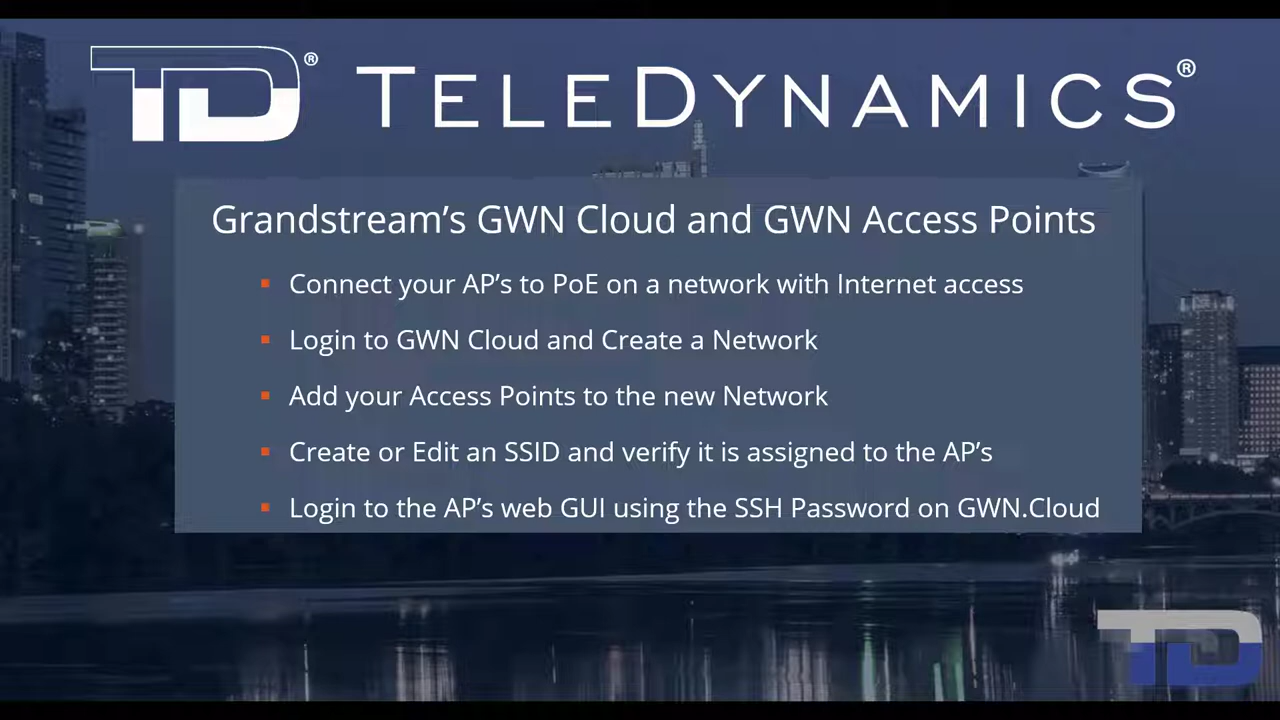 TD® TELEDYNAMICS®
Grandstream’s GWN Cloud and GWN Access Points
▪ Connect your AP’s to PoE on a network with Internet access
▪ Login to GWN Cloud and Create a Network
▪ Add your Access Points to the new Network
▪ Create or Edit an SSID and verify it is assigned to the AP’s
▪ Login to the AP’s web GUI using the SSH Password on GWN.Cloud
TD